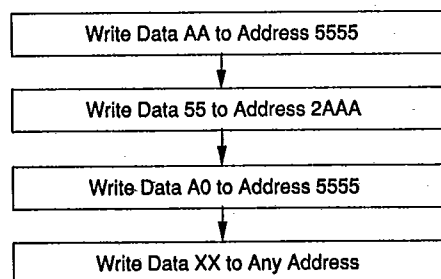 Write Data AA to Address 5555
Write Data 55 to Address 2AAA
Write Data A0 to Address 5555
Write Data XX to Any Address